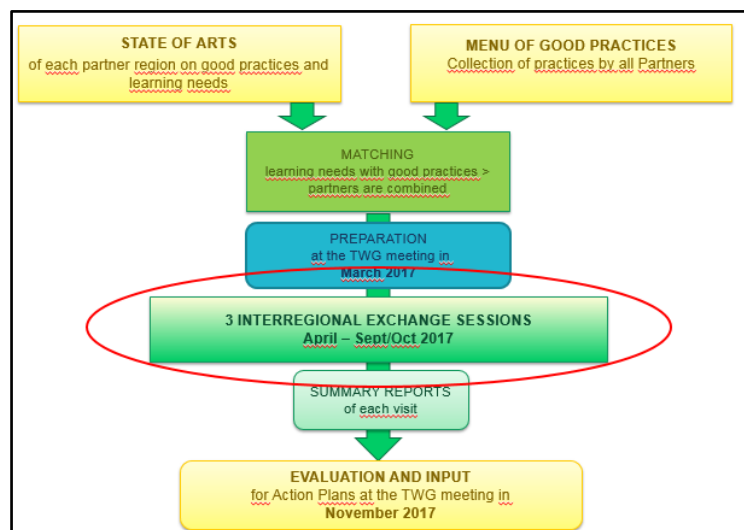 STATE OF ARTS
of each partner region on good practices and
learning needs
MENU OF GOOD PRACTICES
Collection of practices by all Partners
MATCHING
learning needs with good practices >
partners are combined
PREPARATION
at the TWG meeting in
March 2017
3 INTERREGIONAL EXCHANGE SESSIONS
April – Sept/Oct 2017
SUMMARY REPORTS
of each visit
EVALUATION AND INPUT
for Action Plans at the TWG meeting in
November 2017